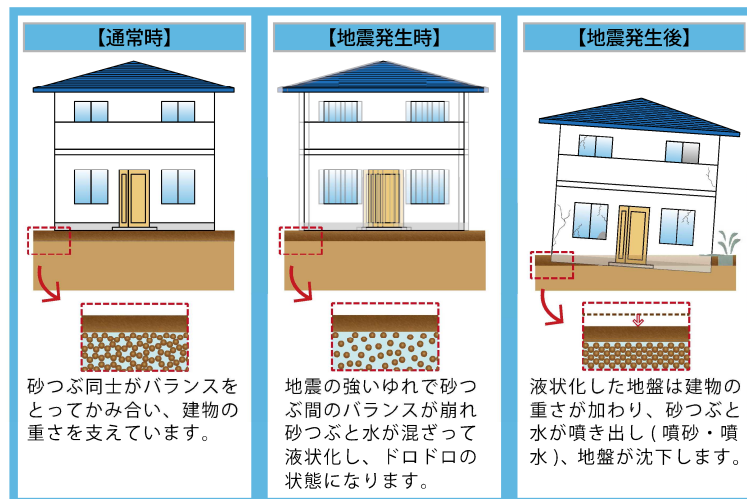 【通常時】
砂つぶ同士がバランスを
とってかみ合い、建物の
重さを支えています。
【地震発生時】
地震の強いゆれで砂つ
ぶ間のバランスが崩れ
砂つぶと水が混ざって
液状化し、ドロドロの
状態になります。
【地震発生後】
液状化した地盤は建物の
重さが加わり、砂つぶと
水が噴き出し(噴砂・噴
水)、地盤が沈下します。